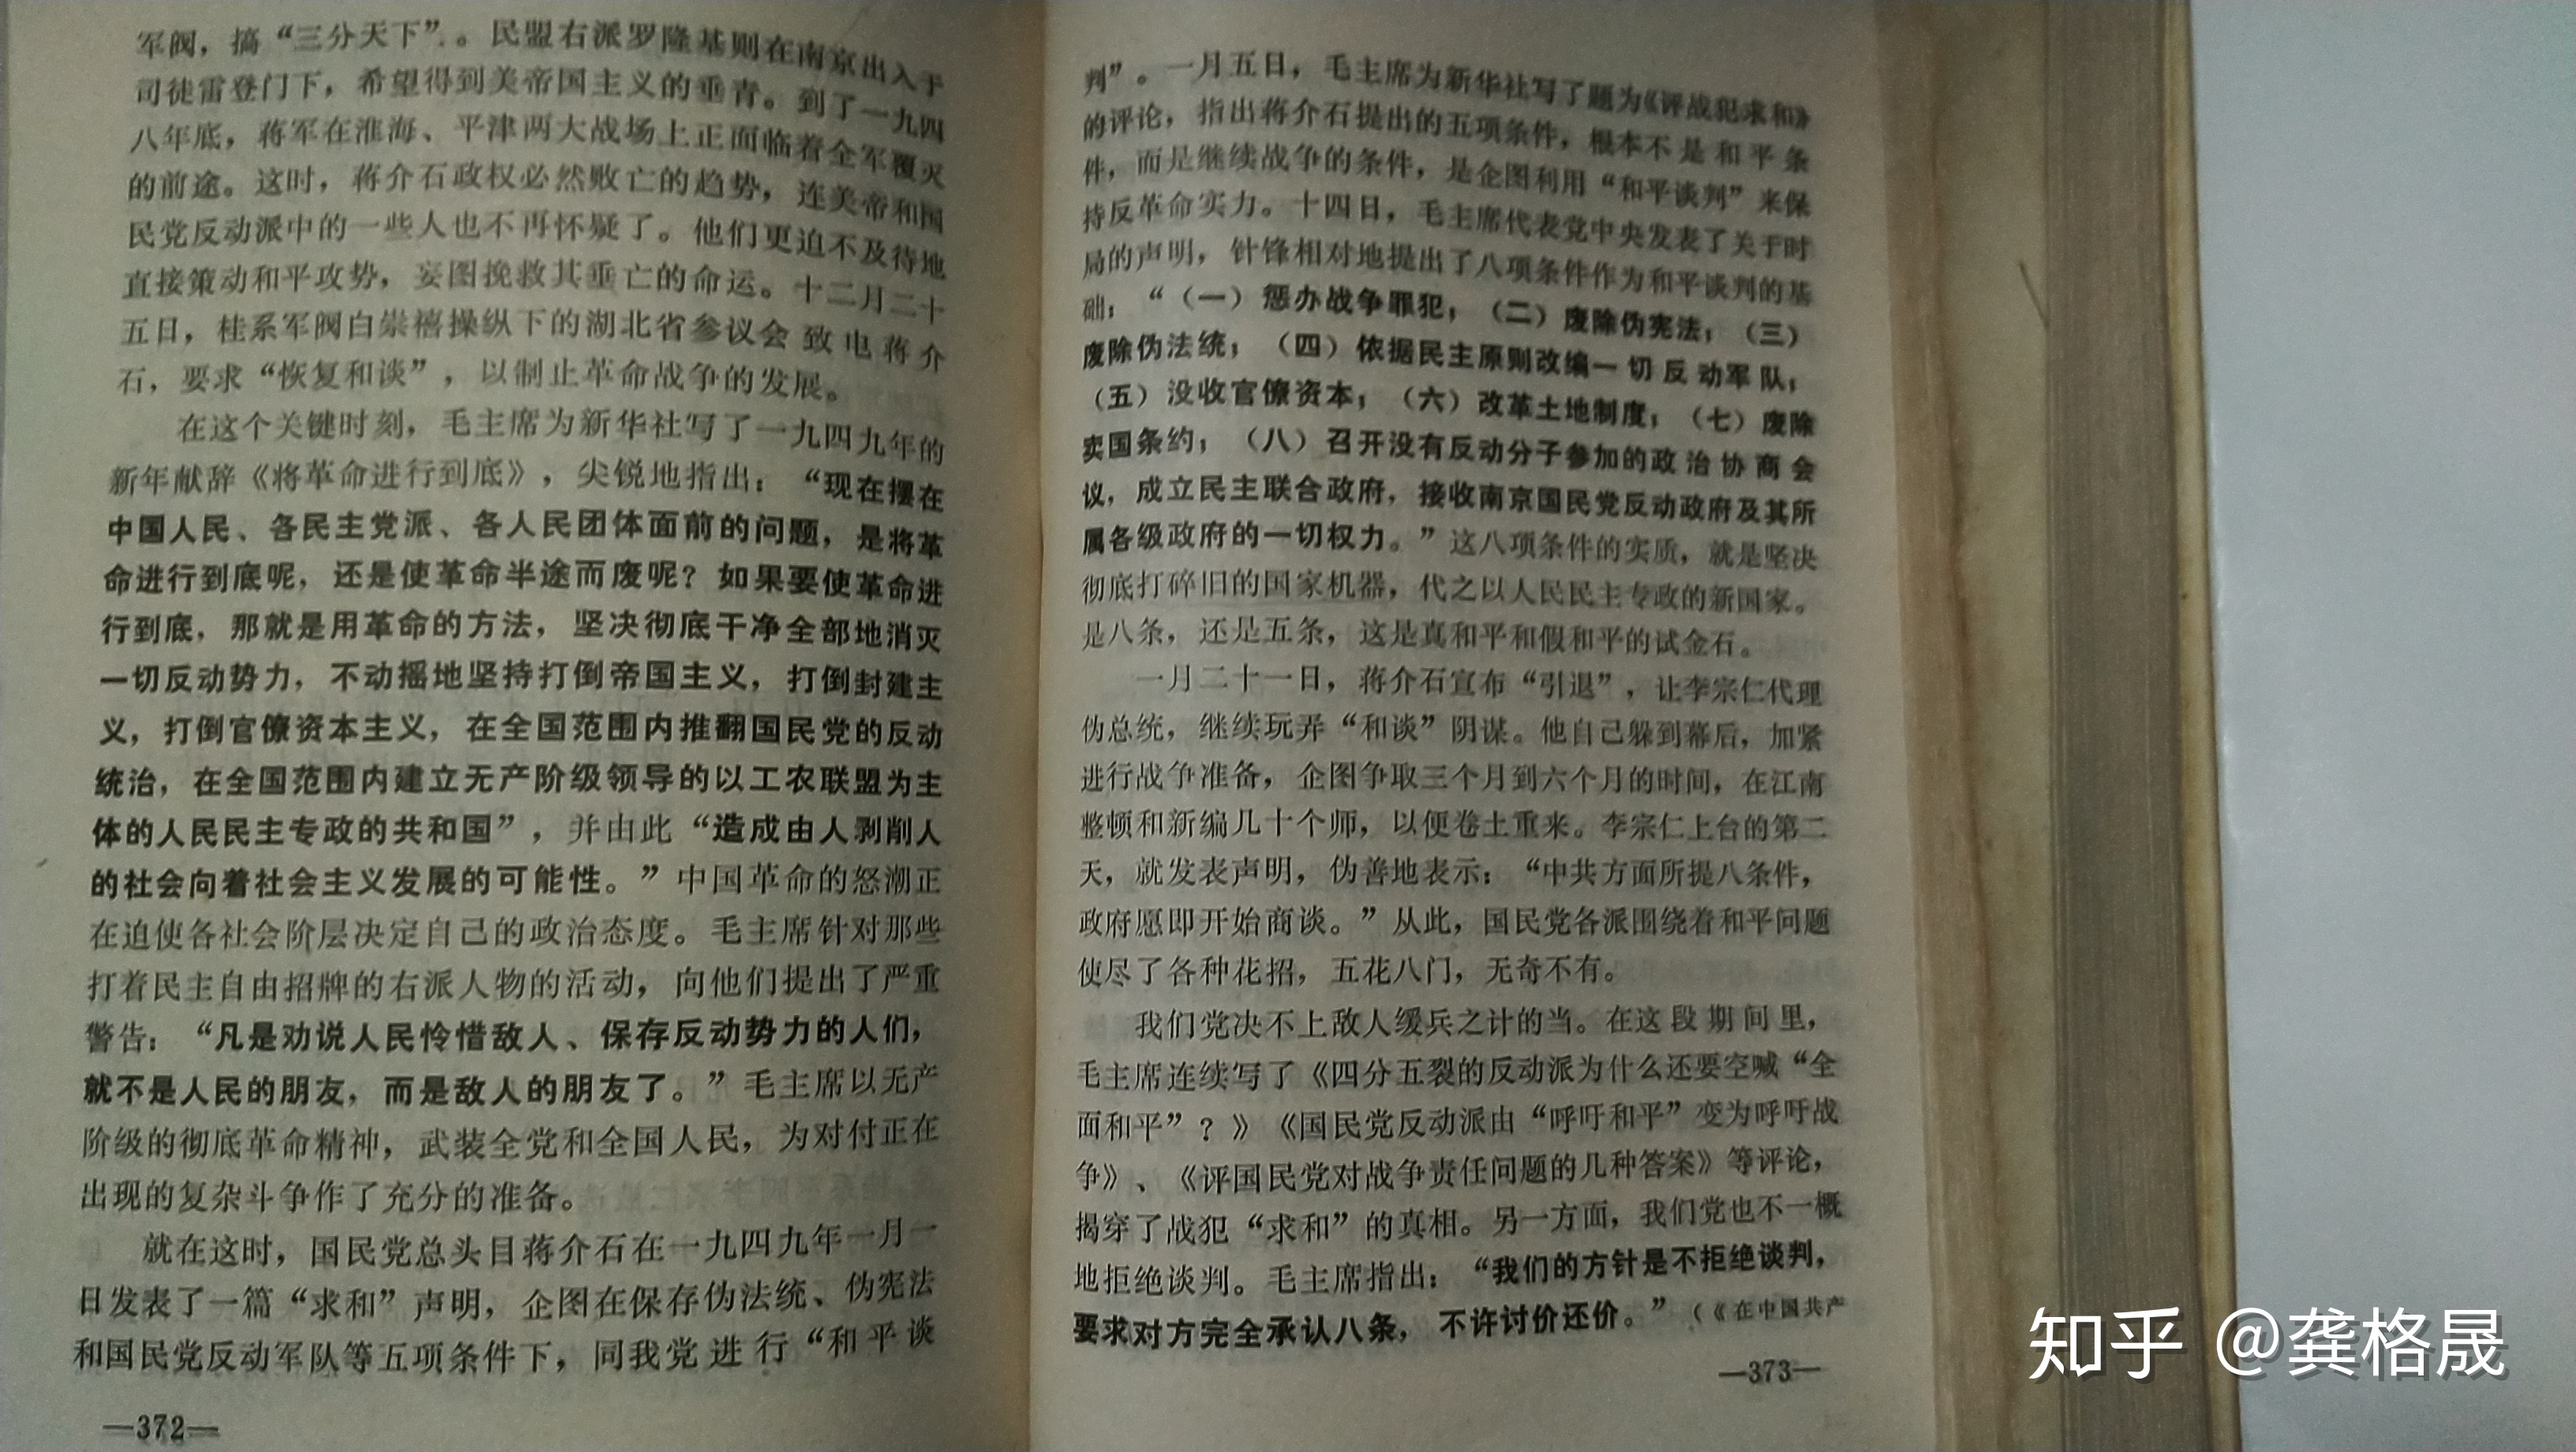 军阀，搞“三分天下”。。民盟右派罗隆基则在南京出入于
司徒雷登门下，希望得到美帝国主义的垂青。到了一九四
八年底，蒋军在淮海、平津两大战场上正面临着全军覆灭
的前途。这时，蒋介石政权必然败亡的趋势，连美帝和国
民党反动派中的一些人也不再怀疑了。他们更迫不及待地
直接策动和平攻势，妄图挽救其垂亡的命运。十二月二十
五日，桂系军阀白崇禧操纵下的湖北省参议会致电蒋介
石，要求“恢复和谈”，以制止革命战争的发展。
在这个关键时刻，毛主席为新华社写了一九四九年的
新年献辞《将革命进行到底》，尖锐地指出：“现在摆在
中国人民、各民主党派、各人民团体面前的问题，是将革
命进行到底呢，还是使革命半途而废呢？如果要使革命进
行到底，那就是用革命的方法，坚决彻底干净全部地消灭
一切反动势力，不动摇地坚持打倒帝国主义，打倒封建主
义，打倒官僚资本主义，在全国范围内推翻国民党的反动
统治，在全国范围内建立无产阶级领导的以工农联盟为主
体的人民民主专政的共和国”，并由此“造成由人剥削人
的社会向着社会主义发展的可能性。”中国革命的怒潮正
在迫使各社会阶层决定自己的政治态度。毛主席针对那些
打着民主自由招牌的右派人物的活动，向他们提出了严重
警告：“凡是劝说人民怜惜敌人、保存反动势力的人们，
就不是人民的朋友，而是敌人的朋友了。”毛主席以无产
阶级的彻底革命精神，武装全党和全国人民，为对付正在
出现的复杂斗争作了充分的准备。
就在这时，国民党总头目蒋介石在一九四九年一月一
日发表了一篇“求和”声明，企图在保存伪法统、伪宪法
和国民党反动军队等五项条件下，同我党进行“和平谈
—372—
判”。一月五日，毛主席为新华社写了题为《评战犯求和》
的评论，指出蒋介石提出的五项条件，根本不是和平条
件，而是继续战争的条件，是企图利用“和平谈判”来保
持反革命实力。十四日，毛主席代表党中央发表了关于时
局的声明，针锋相对地提出了八项条件作为和平谈判的基
础：“（一）惩办战争罪犯；（二）废除伪宪法；（三）
废除伪法统；（四）依据民主原则改编一切反动军队；
（五）没收官僚资本；（六）改革土地制度；（七）废除
卖国条约；（八）召开没有反动分子参加的政治协商会
议，成立民主联合政府，接收南京国民党反动政府及其所
属各级政府的一切权力。”这八项条件的实质，就是坚决
彻底打碎旧的国家机器，代之以人民民主专政的新国家。
是八条，还是五条，这是真和平和假和平的试金石。
一月二十一日，蒋介石宣布“引退”，让李宗仁代理
伪总统，继续玩弄“和谈”阴谋。他自己躲到幕后，加紧
进行战争准备，企图争取三个月到六个月的时间，在江南
整顿和新编几十个师，以便卷土重来。李宗仁上台的第二
天，就发表声明，伪善地表示：“中共方面所提八条件，
政府愿即开始商谈。”从此，国民党各派围绕着和平问题
使尽了各种花招，五花八门，无奇不有。
我们党决不上敌人缓兵之计的当。在这段期间里，
毛主席连续写了《四分五裂的反动派为什么还要空喊“全
面和平”？》《国民党反动派由“呼吁和平”变为呼吁战
争》、《评国民党对战争责任问题的几种答案》等评论，
揭穿了战犯“求和”的真相。另一方面，我们党也不一概
地拒绝谈判。毛主席指出：“我们的方针是不拒绝谈判，
要求对方完全承认八条，不许讨价还价。”（《在中国共产
—373—
知乎 @龚格晟